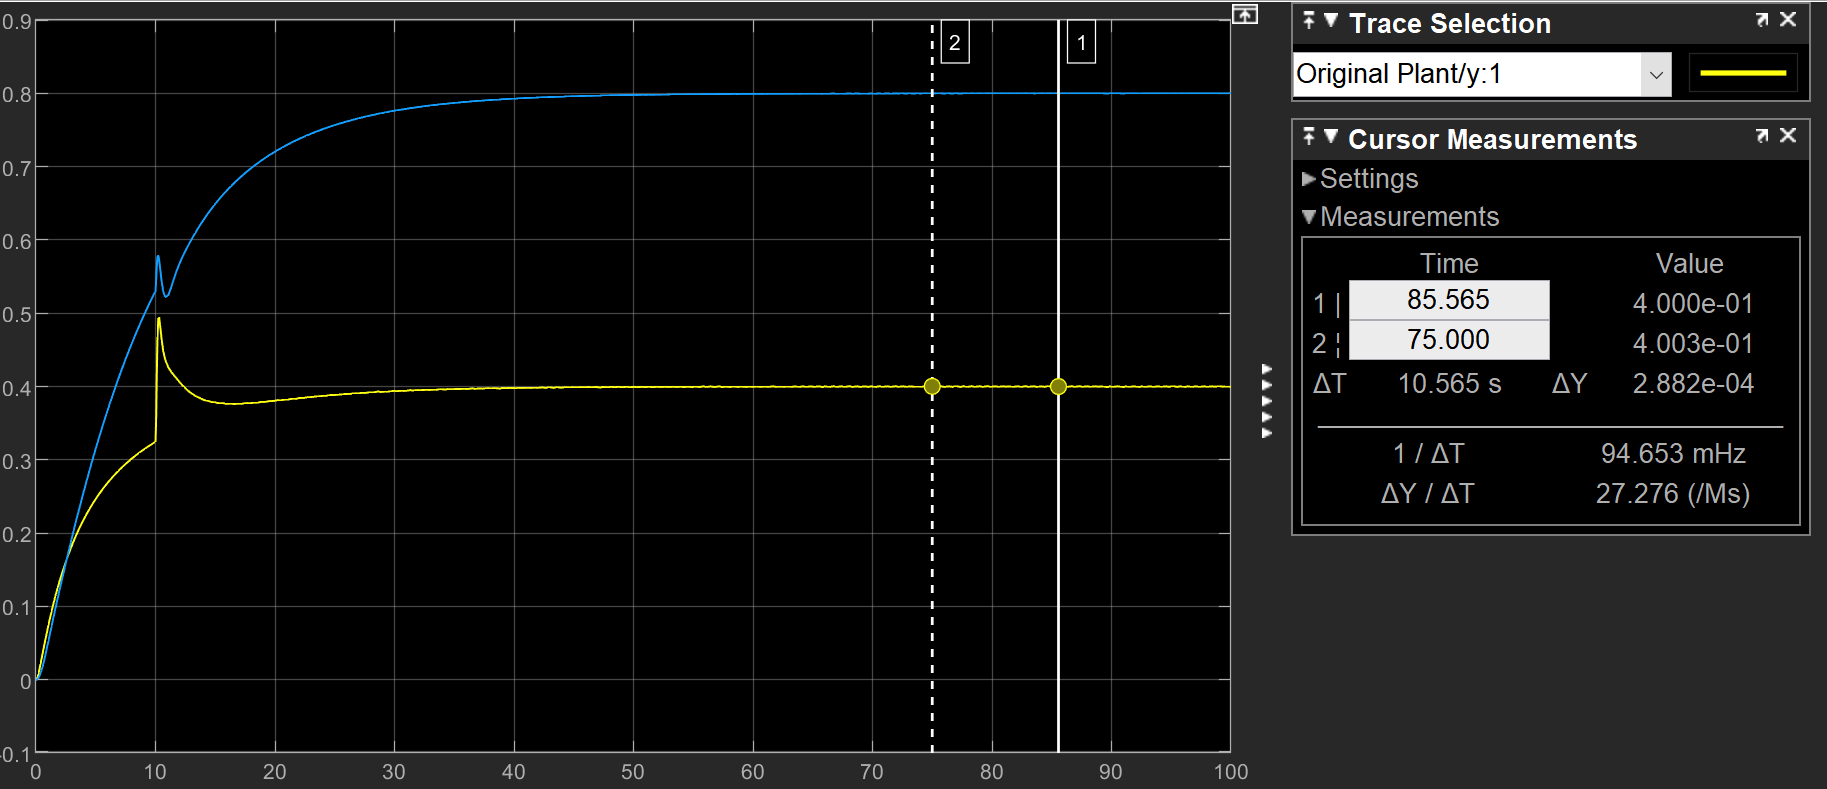 0.9
0.8
0.7
0.6
0.5
0.4
0.3
0.2
0.1
0
-0.1
0 10 20 30 40 50 60 70 80 90 100
2 1
Trace Selection
Original Plant/y:1
Cursor Measurements
Settings
Measurements
Time Value
1 | 85.565 4.000e-01
2 ¦ 75.000 4.003e-01
ΔT 10.565 s ΔY 2.882e-04
1 / ΔT 94.653 mHz
ΔY / ΔT 27.276 (/Ms)